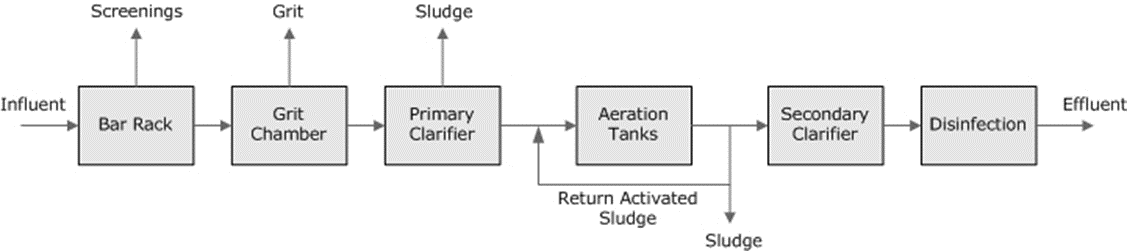 Screenings
Grit
Sludge
Influent
Bar Rack
Grit
Chamber
Primary
Clarifier
Aeration
Tanks
Secondary
Clarifier
Disinfection
Effluent
Return Activated
Sludge
Sludge